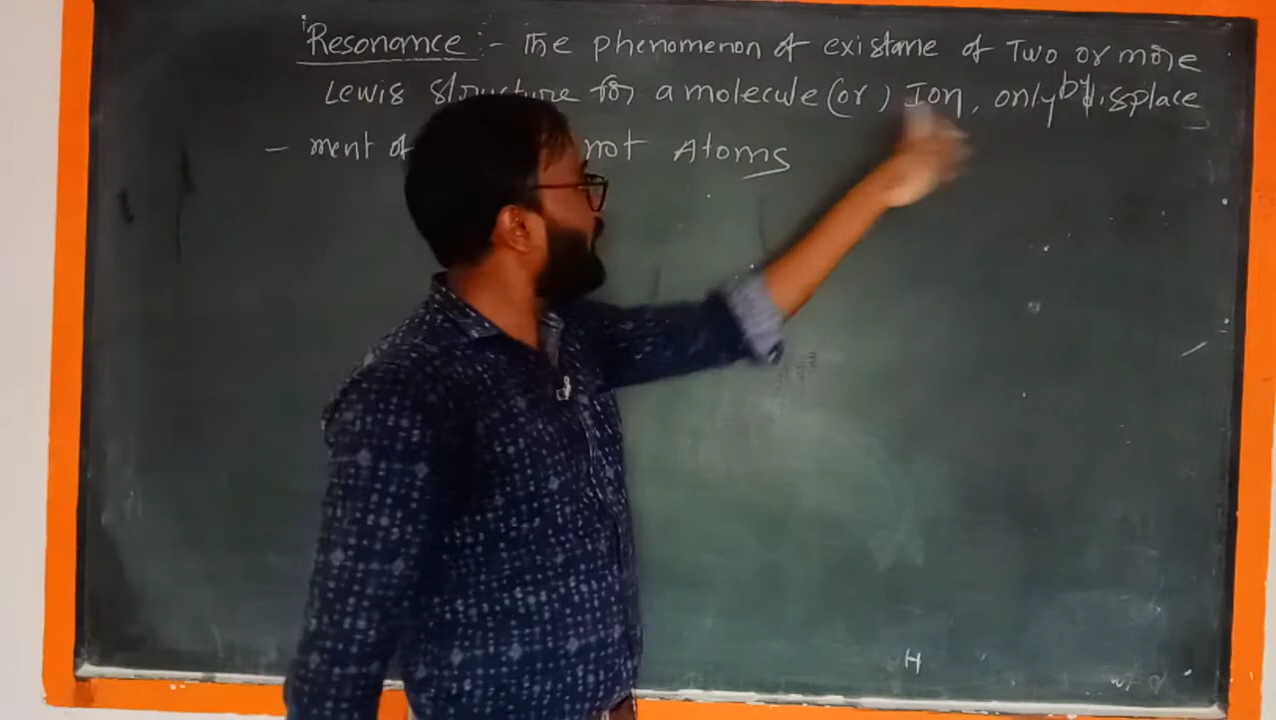 Resonance :- The phenomenon of existane of Two or more
Lewis structure for a molecule (or) Ion, only by displace
- ment of not Atoms
H